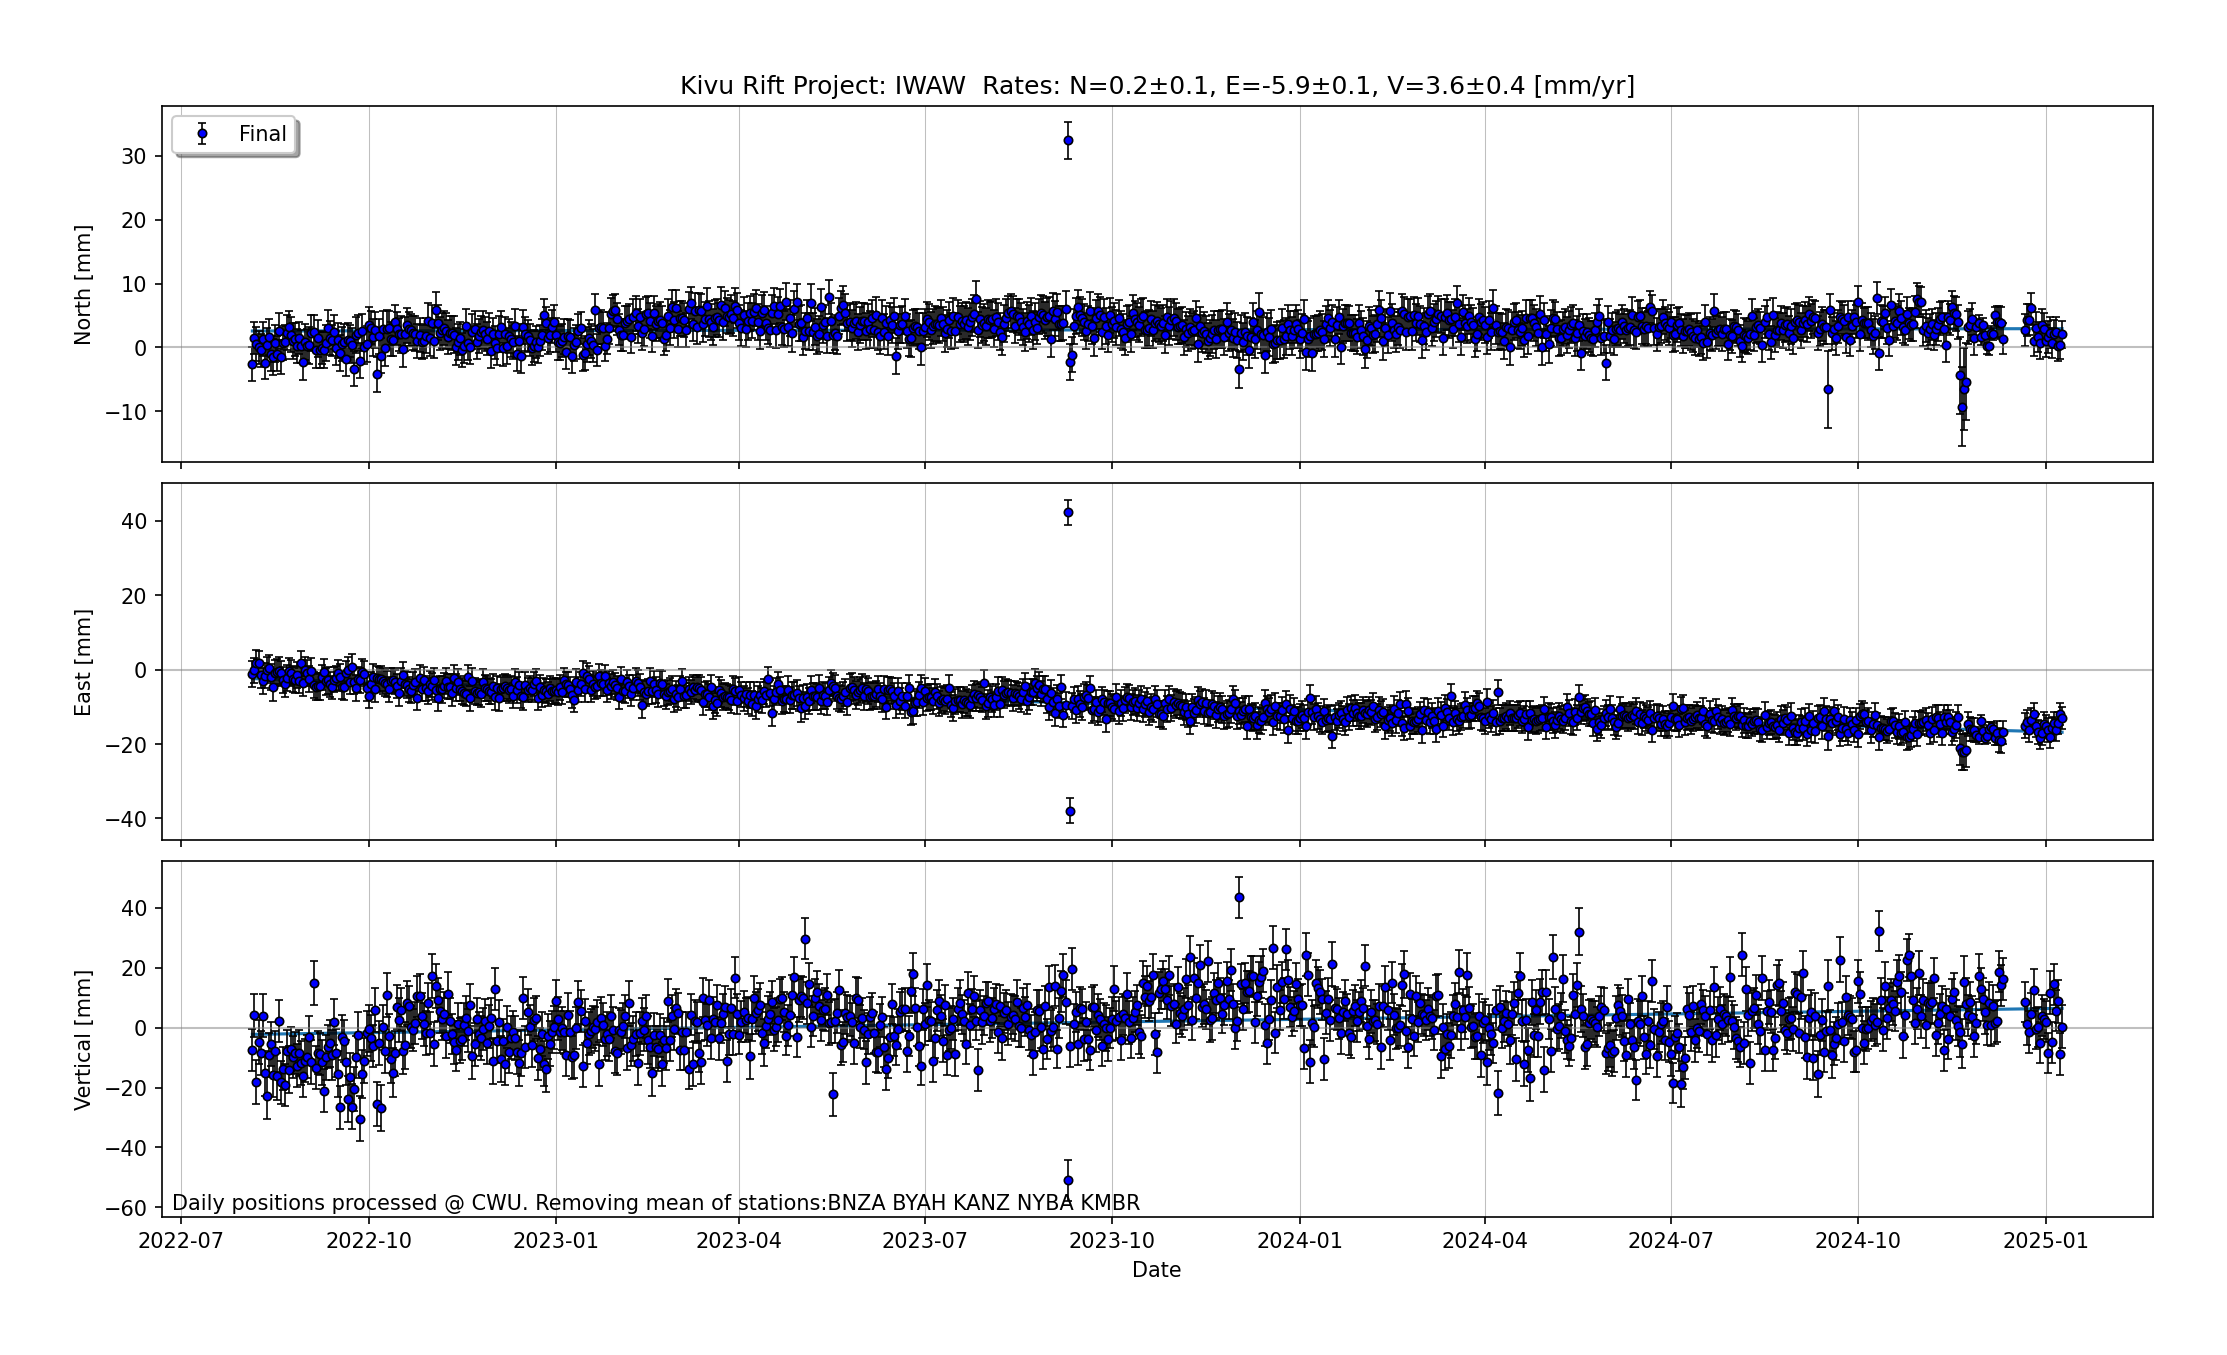 Kivu Rift Project: IWAW  Rates: N=0.2±0.1, E=-5.9±0.1, V=3.6±0.4 [mm/yr]
Final
30
20
10
0
−10
North [mm]
40
20
0
−20
−40
East [mm]
40
20
0
−20
−40
−60
Vertical [mm]
Daily positions processed @ CWU. Removing mean of stations:BNZA BYAH KANZ NYBA KMBR
2022-07 2022-10 2023-01 2023-04 2023-07 2023-10 2024-01 2024-04 2024-07 2024-10 2025-01
Date